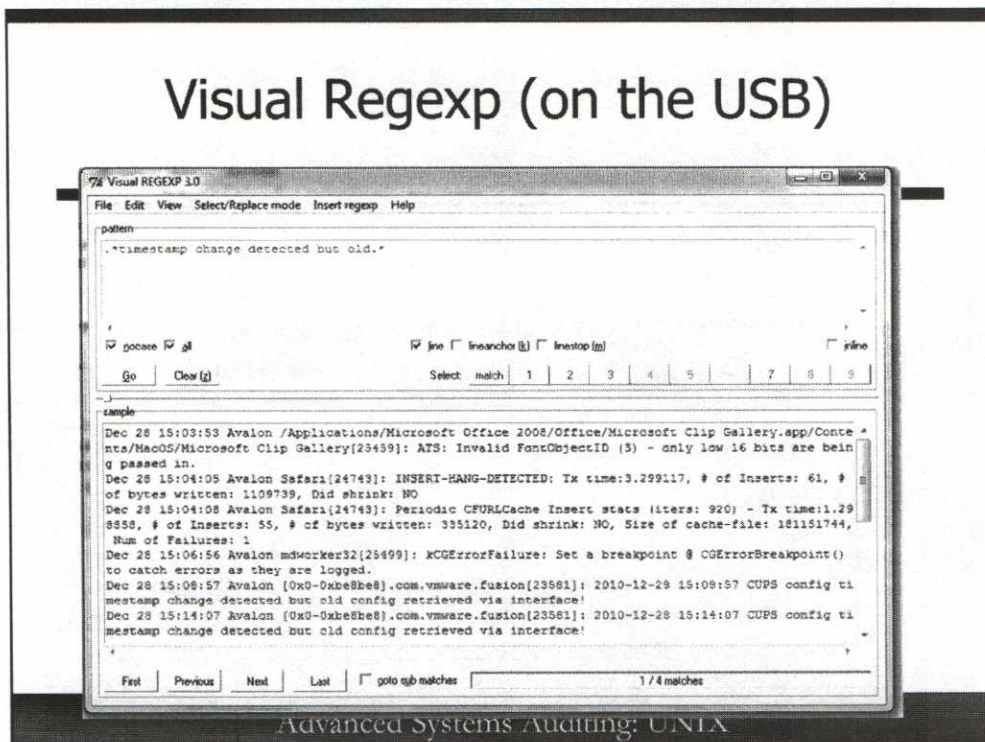 Visual Regexp (on the USB)
Visual REGEXP 3.0
File Edit View Select/Replace mode Insert regexp Help
pattern
.*timestamp change detected but old.*
nocase all line lineanchor (k) linestop (m) inline
Go Clear (z) Select: match 1 2 3 4 5 7 8 9
sample
Dec 28 15:03:53 Avalon /Applications/Microsoft Office 2008/Office/Microsoft Clip Gallery.app/Conte
nts/MacOS/Microsoft Clip Gallery[25459]: ATS: Invalid FontObjectID (3) - only low 16 bits are bein
g passed in.
Dec 28 15:04:05 Avalon Safari[24743]: INSERT-HANG-DETECTED: Tx time:3.299117, # of Inserts: 61, #
of bytes written: 1109739, Did shrink: NO
Dec 28 15:04:08 Avalon Safari[24743]: Periodic CFURLCache Insert stats (iters: 920) - Tx time:1.29
8858, # of Inserts: 55, # of bytes written: 335120, Did shrink: NO, Size of cache-file: 181151744,
Num of Failures: 1
Dec 28 15:06:56 Avalon mdworker32[25499]: kCGErrorFailure: Set a breakpoint @ CGErrorBreakpoint()
to catch errors as they are logged.
Dec 28 15:08:57 Avalon [0x0-0xbe8be8].com.vmware.fusion[23581]: 2010-12-28 15:08:57 CUPS config ti
mestamp change detected but old config retrieved via interface!
Dec 28 15:14:07 Avalon [0x0-0xbe8be8].com.vmware.fusion[23581]: 2010-12-28 15:14:07 CUPS config ti
mestamp change detected but old config retrieved via interface!
First Previous Next Last goto sub matches 1 / 4 matches
Advanced Systems Auditing: UNIX